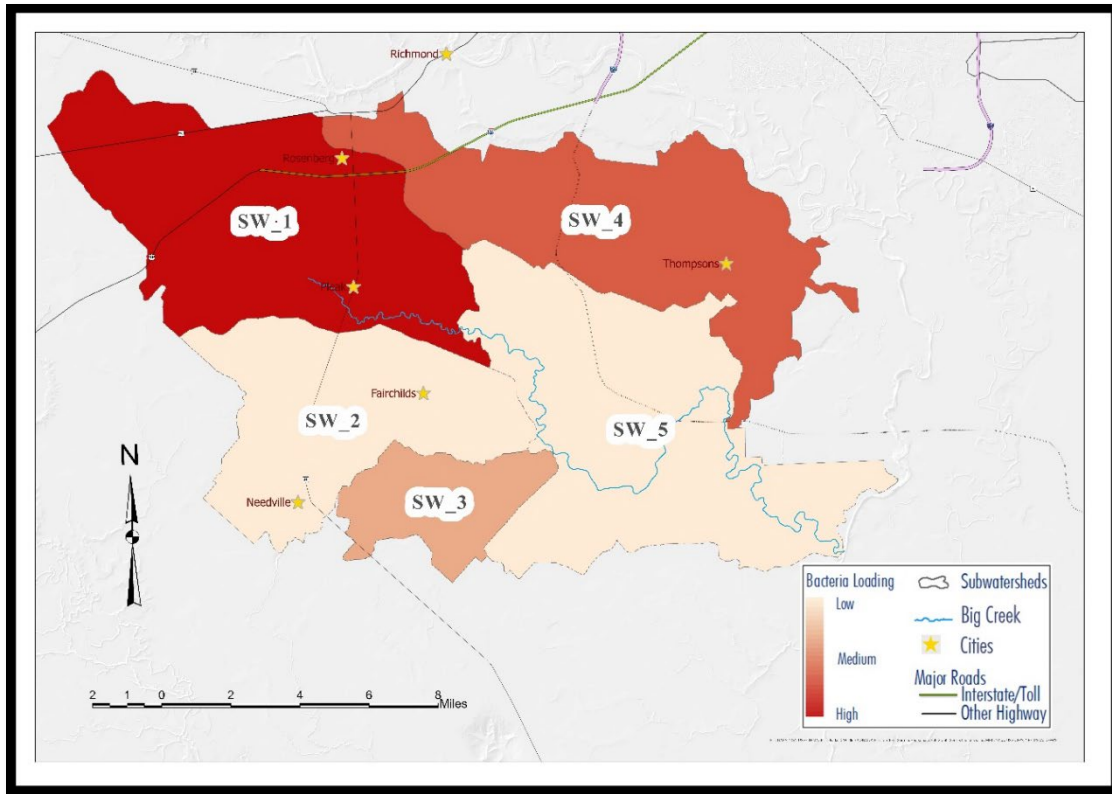 Richmond
Rosenberg
SW_1
SW_4
Thompsons
Pleak
Fairchilds
SW_2
SW_5
Needville
SW_3
N
2 1 0 2 4 6 8
Miles
Bacteria Loading
Low
Medium
High
Subwatersheds
Big Creek
Cities
Major Roads
Interstate/Toll
Other Highway